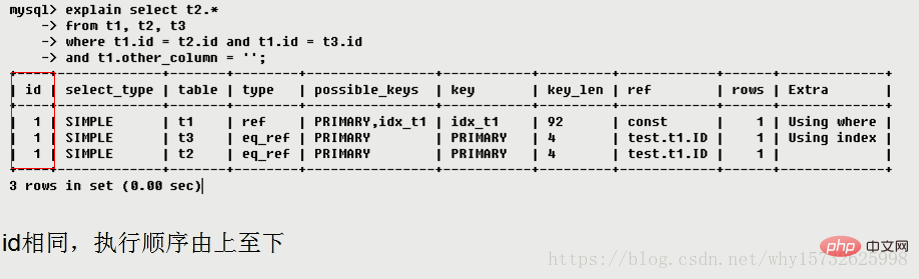 mysql> explain select t2.*
-> from t1, t2, t3
-> where t1.id = t2.id and t1.id = t3.id
-> and t1.other_column = '';
| id | select_type | table | type | possible_keys | key | key_len | ref | rows | Extra |
| 1 | SIMPLE | t1 | ref | PRIMARY,idx_t1 | idx_t1 | 92 | const | 1 | Using where |
| 1 | SIMPLE | t3 | eq_ref | PRIMARY | PRIMARY | 4 | test.t1.ID | 1 | Using index |
| 1 | SIMPLE | t2 | eq_ref | PRIMARY | PRIMARY | 4 | test.t1.ID | 1 | |
3 rows in set (0.00 sec)
id相同，执行顺序由上至下
php 中文网
https://blog.csdn.net/why15732625998